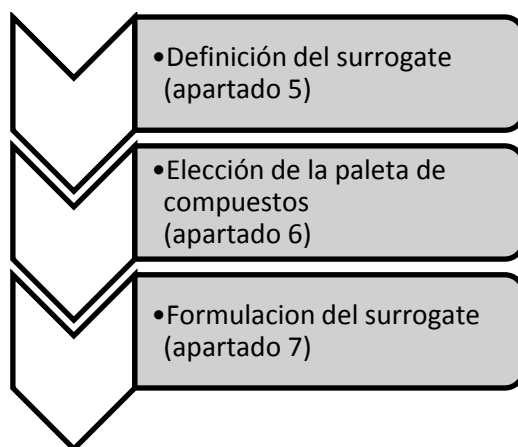 •Definición del surrogate
(apartado 5)
•Elección de la paleta de
compuestos
(apartado 6)
•Formulacion del surrogate
(apartado 7)